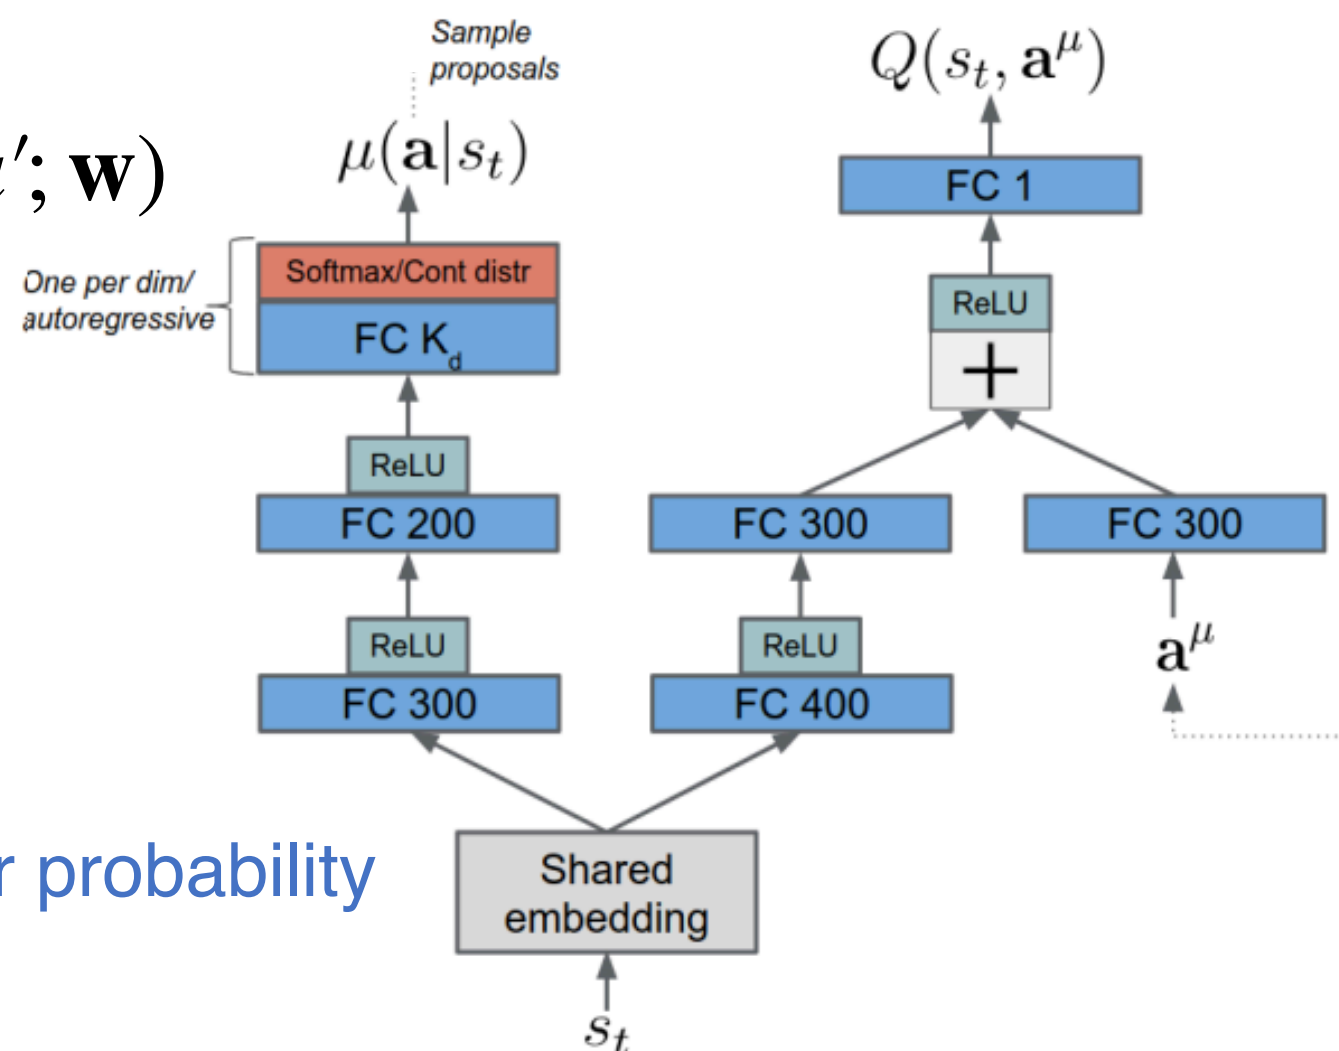 Sample
proposals
μ(a|s_t)
Q(s_t, a^μ)
′; w)
FC 1
One per dim/
autoregressive
Softmax/Cont distr
FC K_d
ReLU
+
ReLU
FC 200
FC 300
FC 300
ReLU
ReLU
a^μ
FC 300
FC 400
r probability
Shared
embedding
s_t